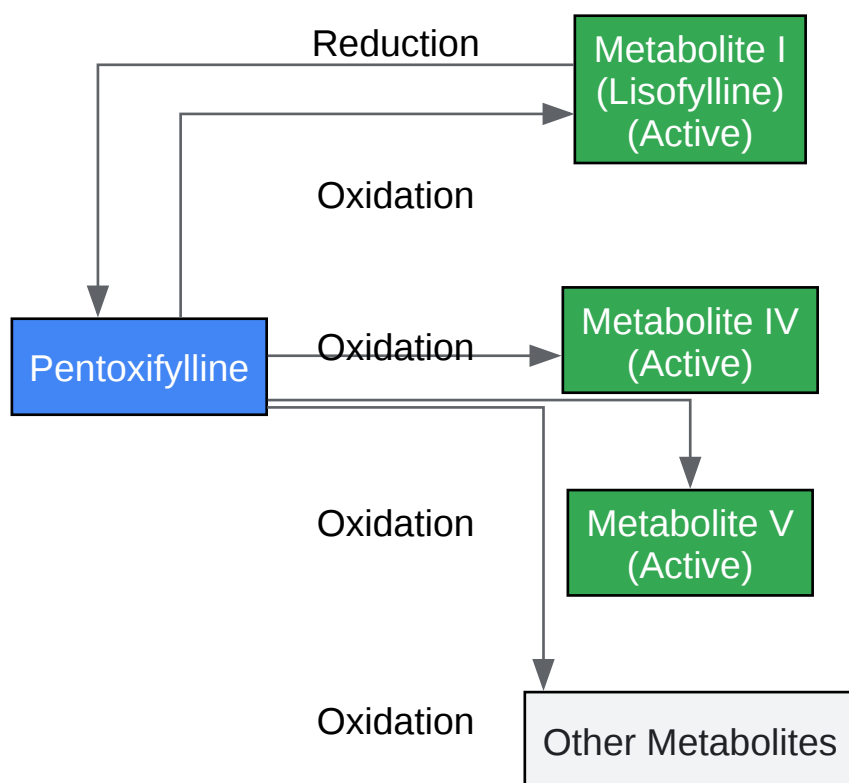 Reduction
Metabolite I
(Lisofylline)
(Active)
Oxidation
Pentoxifylline
Oxidation
Metabolite IV
(Active)
Oxidation
Metabolite V
(Active)
Oxidation
Other Metabolites